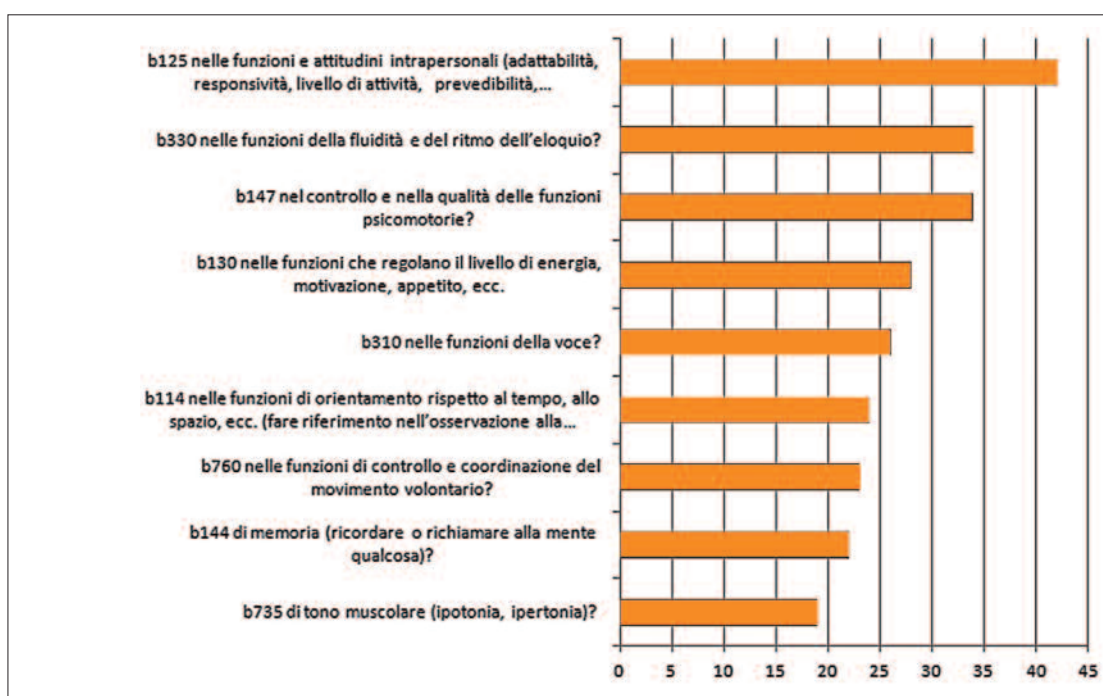 b125 nelle funzioni e attitudini intrapersonali (adattabilità,
responsività, livello di attività, prevedibilità,...
b330 nelle funzioni della fluidità e del ritmo dell'eloquio?
b147 nel controllo e nella qualità delle funzioni
psicomotorie?
b130 nelle funzioni che regolano il livello di energia,
motivazione, appetito, ecc.
b310 nelle funzioni della voce?
b114 nelle funzioni di orientamento rispetto al tempo, allo
spazio, ecc. (fare riferimento nell'osservazione alla...
b760 nelle funzioni di controllo e coordinazione del
movimento volontario?
b144 di memoria (ricordare o richiamare alla mente
qualcosa)?
b735 di tono muscolare (ipotonia, ipertonia)?
0 5 10 15 20 25 30 35 40 45